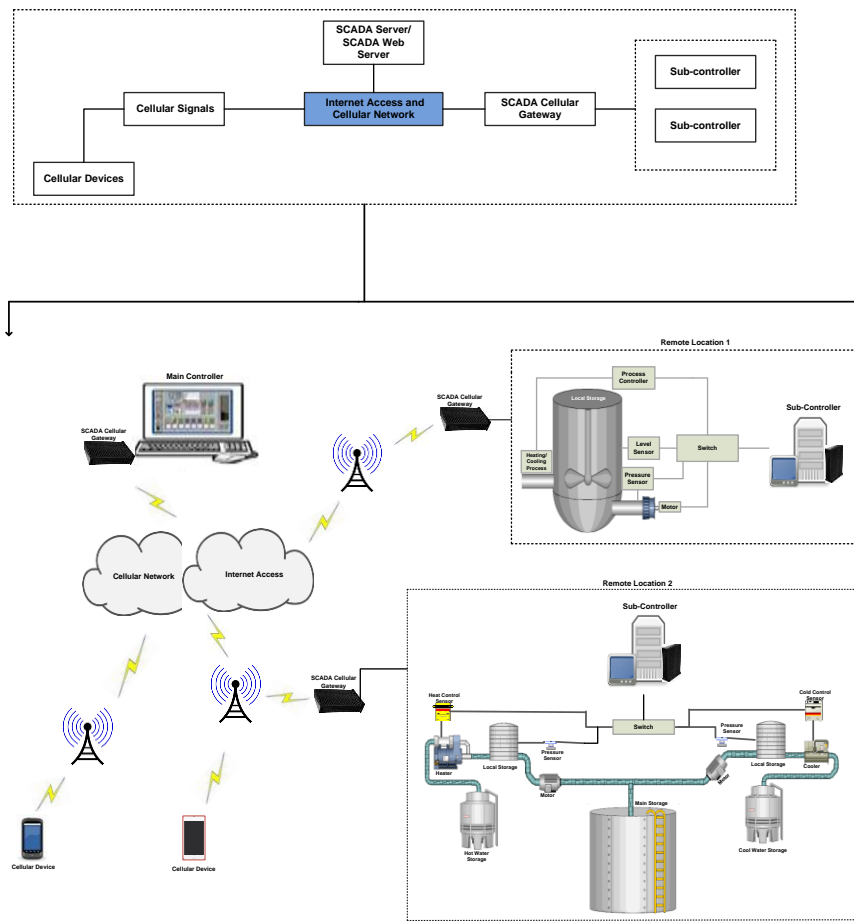 SCADA Server/
SCADA Web
Server
Sub-controller
Cellular Signals
Internet Access and
Cellular Network
SCADA Cellular
Gateway
Sub-controller
Cellular Devices
Remote Location 1
Main Controller
SCADA Cellular
Gateway
Process
Controller
Local Storage
Sub-Controller
SCADA Cellular
Gateway
Level
Sensor
Switch
Heating/
Cooling
Process
Pressure
Sensor
Motor
Cellular Network
Internet Access
Remote Location 2
Sub-Controller
SCADA Cellular
Gateway
Heat Control
Sensor
Cold Control
Sensor
Switch
Pressure
Sensor
Pressure
Sensor
Heater
Local Storage
Local Storage
Cooler
Motor
Motor
Main Storage
Hot Water
Storage
Cool Water Storage
Cellular Device
Cellular Device